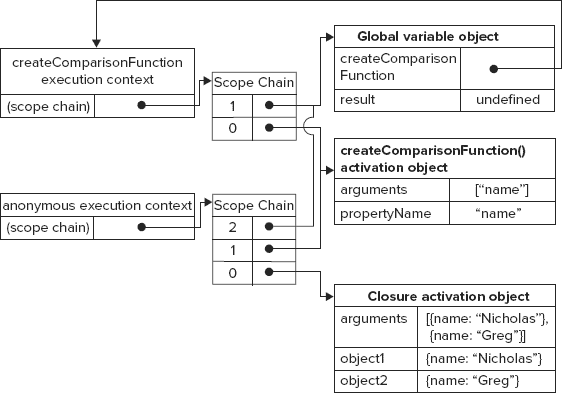 createComparisonFunction
execution context
(scope chain)
Scope Chain
1
0
Global variable object
createComparison
Function
result
undefined
createComparisonFunction()
activation object
arguments
[“name”]
propertyName
“name”
anonymous execution context
(scope chain)
Scope Chain
2
1
0
Closure activation object
arguments
[{name: “Nicholas”},
{name: “Greg”}]
object1
{name: “Nicholas”}
object2
{name: “Greg”}